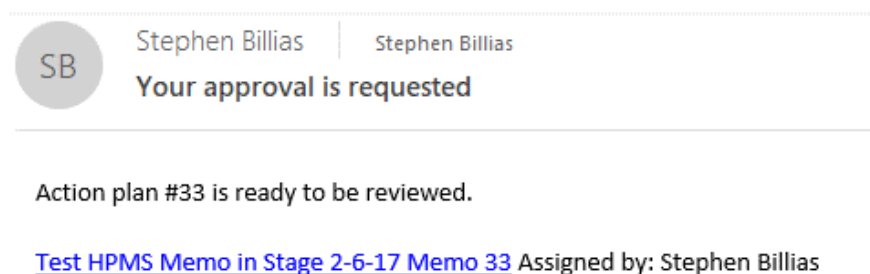 SB
Stephen Billias Stephen Billias
Your approval is requested
Action plan #33 is ready to be reviewed.
Test HPMS Memo in Stage 2-6-17 Memo 33 Assigned by: Stephen Billias